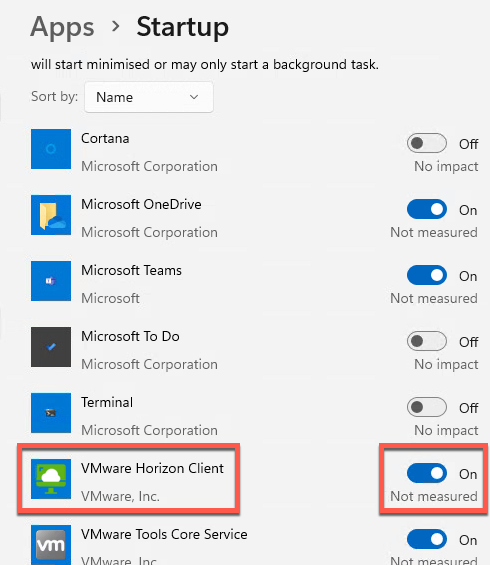 Apps > Startup
will start minimised or may only start a background task.
Sort by: Name
Cortana
Off
Microsoft Corporation
No impact
Microsoft OneDrive
On
Microsoft Corporation
Not measured
Microsoft Teams
On
Microsoft
Not measured
Microsoft To Do
Off
Microsoft Corporation
No impact
Terminal
Off
Microsoft Corporation
No impact
VMware Horizon Client
On
VMware, Inc.
Not measured
vm
VMware Tools Core Service
On
VMware, Inc.
Not measured